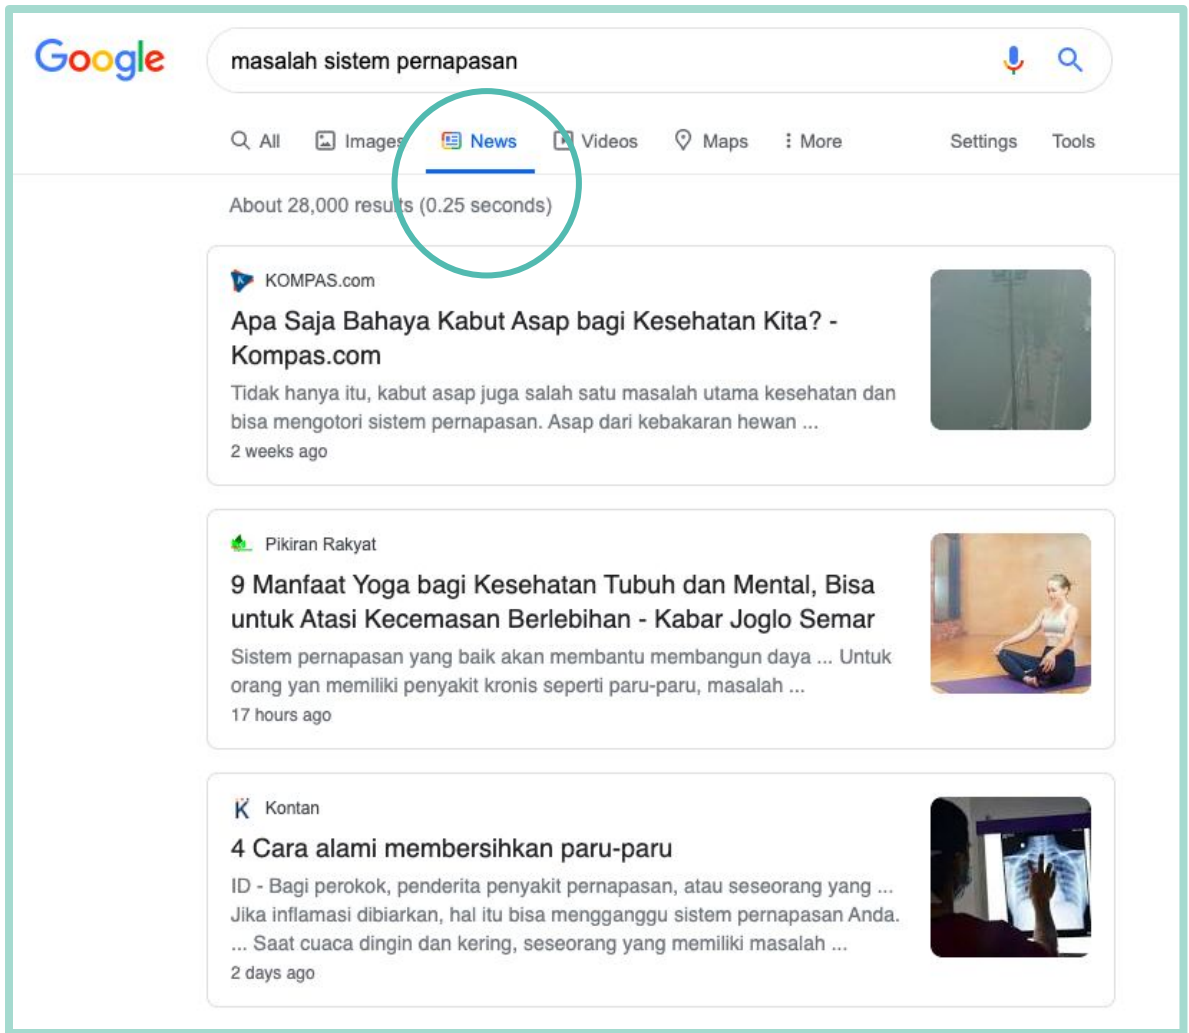 Google
masalah sistem pernapasan
All Images News Videos Maps More Settings Tools
About 28,000 results (0.25 seconds)
KOMPAS.com
Apa Saja Bahaya Kabut Asap bagi Kesehatan Kita? -
Kompas.com
Tidak hanya itu, kabut asap juga salah satu masalah utama kesehatan dan
bisa mengotori sistem pernapasan. Asap dari kebakaran hewan ...
2 weeks ago
Pikiran Rakyat
9 Manfaat Yoga bagi Kesehatan Tubuh dan Mental, Bisa
untuk Atasi Kecemasan Berlebihan - Kabar Joglo Semar
Sistem pernapasan yang baik akan membantu membangun daya ... Untuk
orang yan memiliki penyakit kronis seperti paru-paru, masalah ...
17 hours ago
Kontan
4 Cara alami membersihkan paru-paru
ID - Bagi perokok, penderita penyakit pernapasan, atau seseorang yang ...
Jika inflamasi dibiarkan, hal itu bisa mengganggu sistem pernapasan Anda.
... Saat cuaca dingin dan kering, seseorang yang memiliki masalah ...
2 days ago